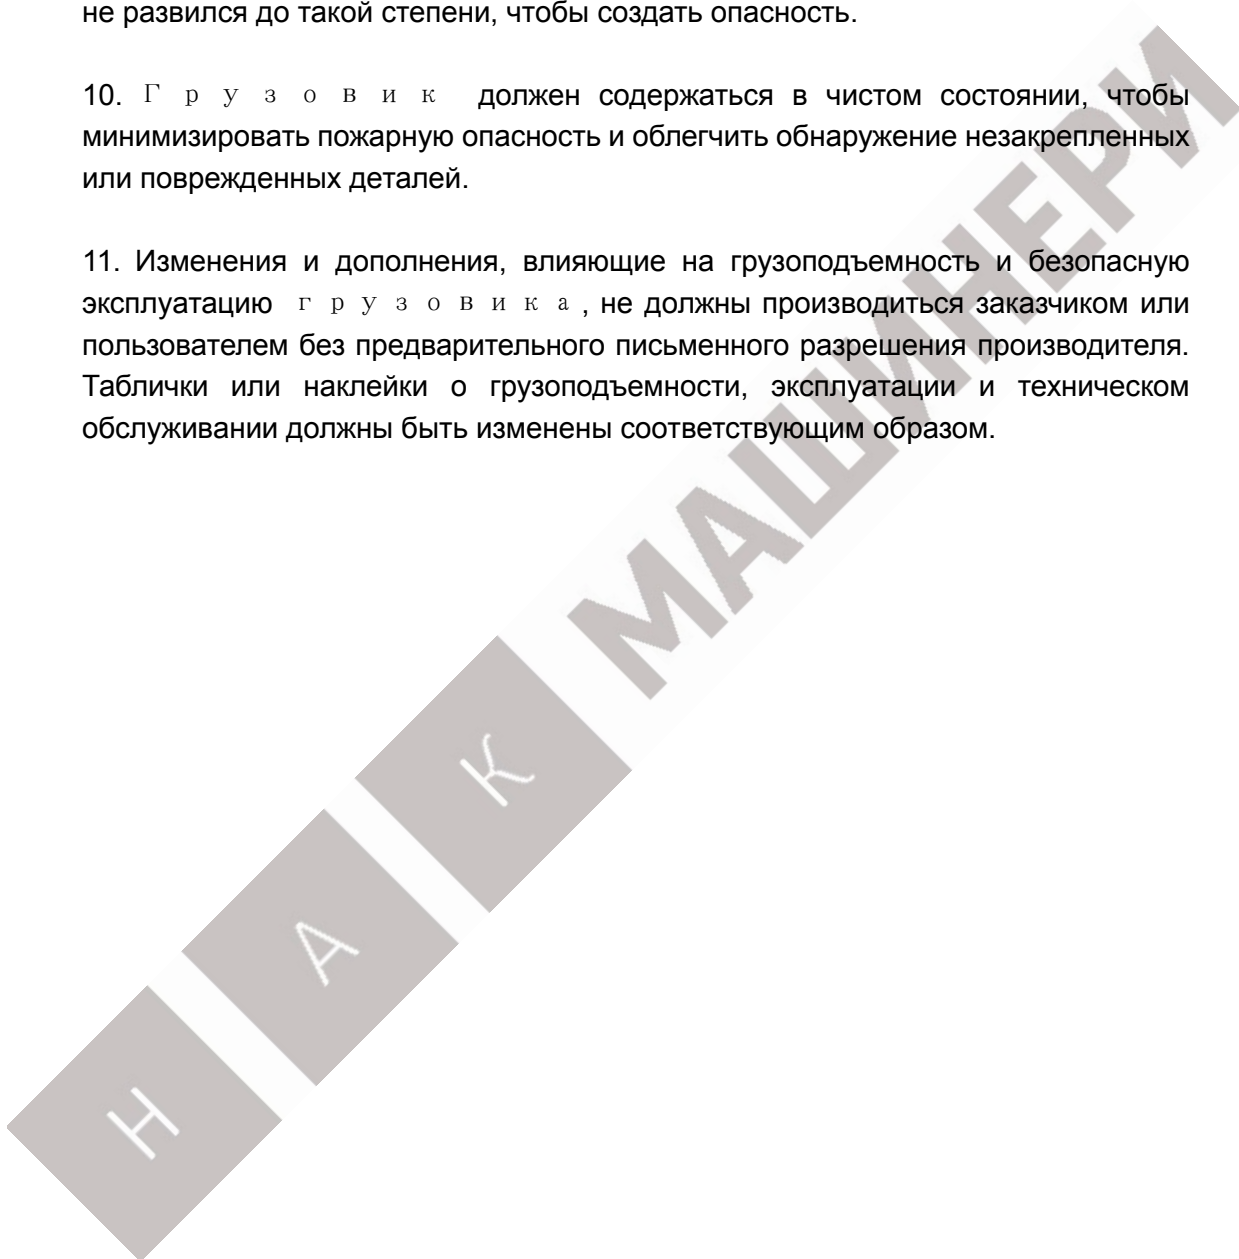 не развился до такой степени, чтобы создать опасность.
10. Грузовик должен содержаться в чистом состоянии, чтобы
минимизировать пожарную опасность и облегчить обнаружение незакрепленных
или поврежденных деталей.
11. Изменения и дополнения, влияющие на грузоподъемность и безопасную
эксплуатацию грузовика, не должны производиться заказчиком или
пользователем без предварительного письменного разрешения производителя.
Таблички или наклейки о грузоподъемности, эксплуатации и техническом
обслуживании должны быть изменены соответствующим образом.
НАК МАШИНЕРИ